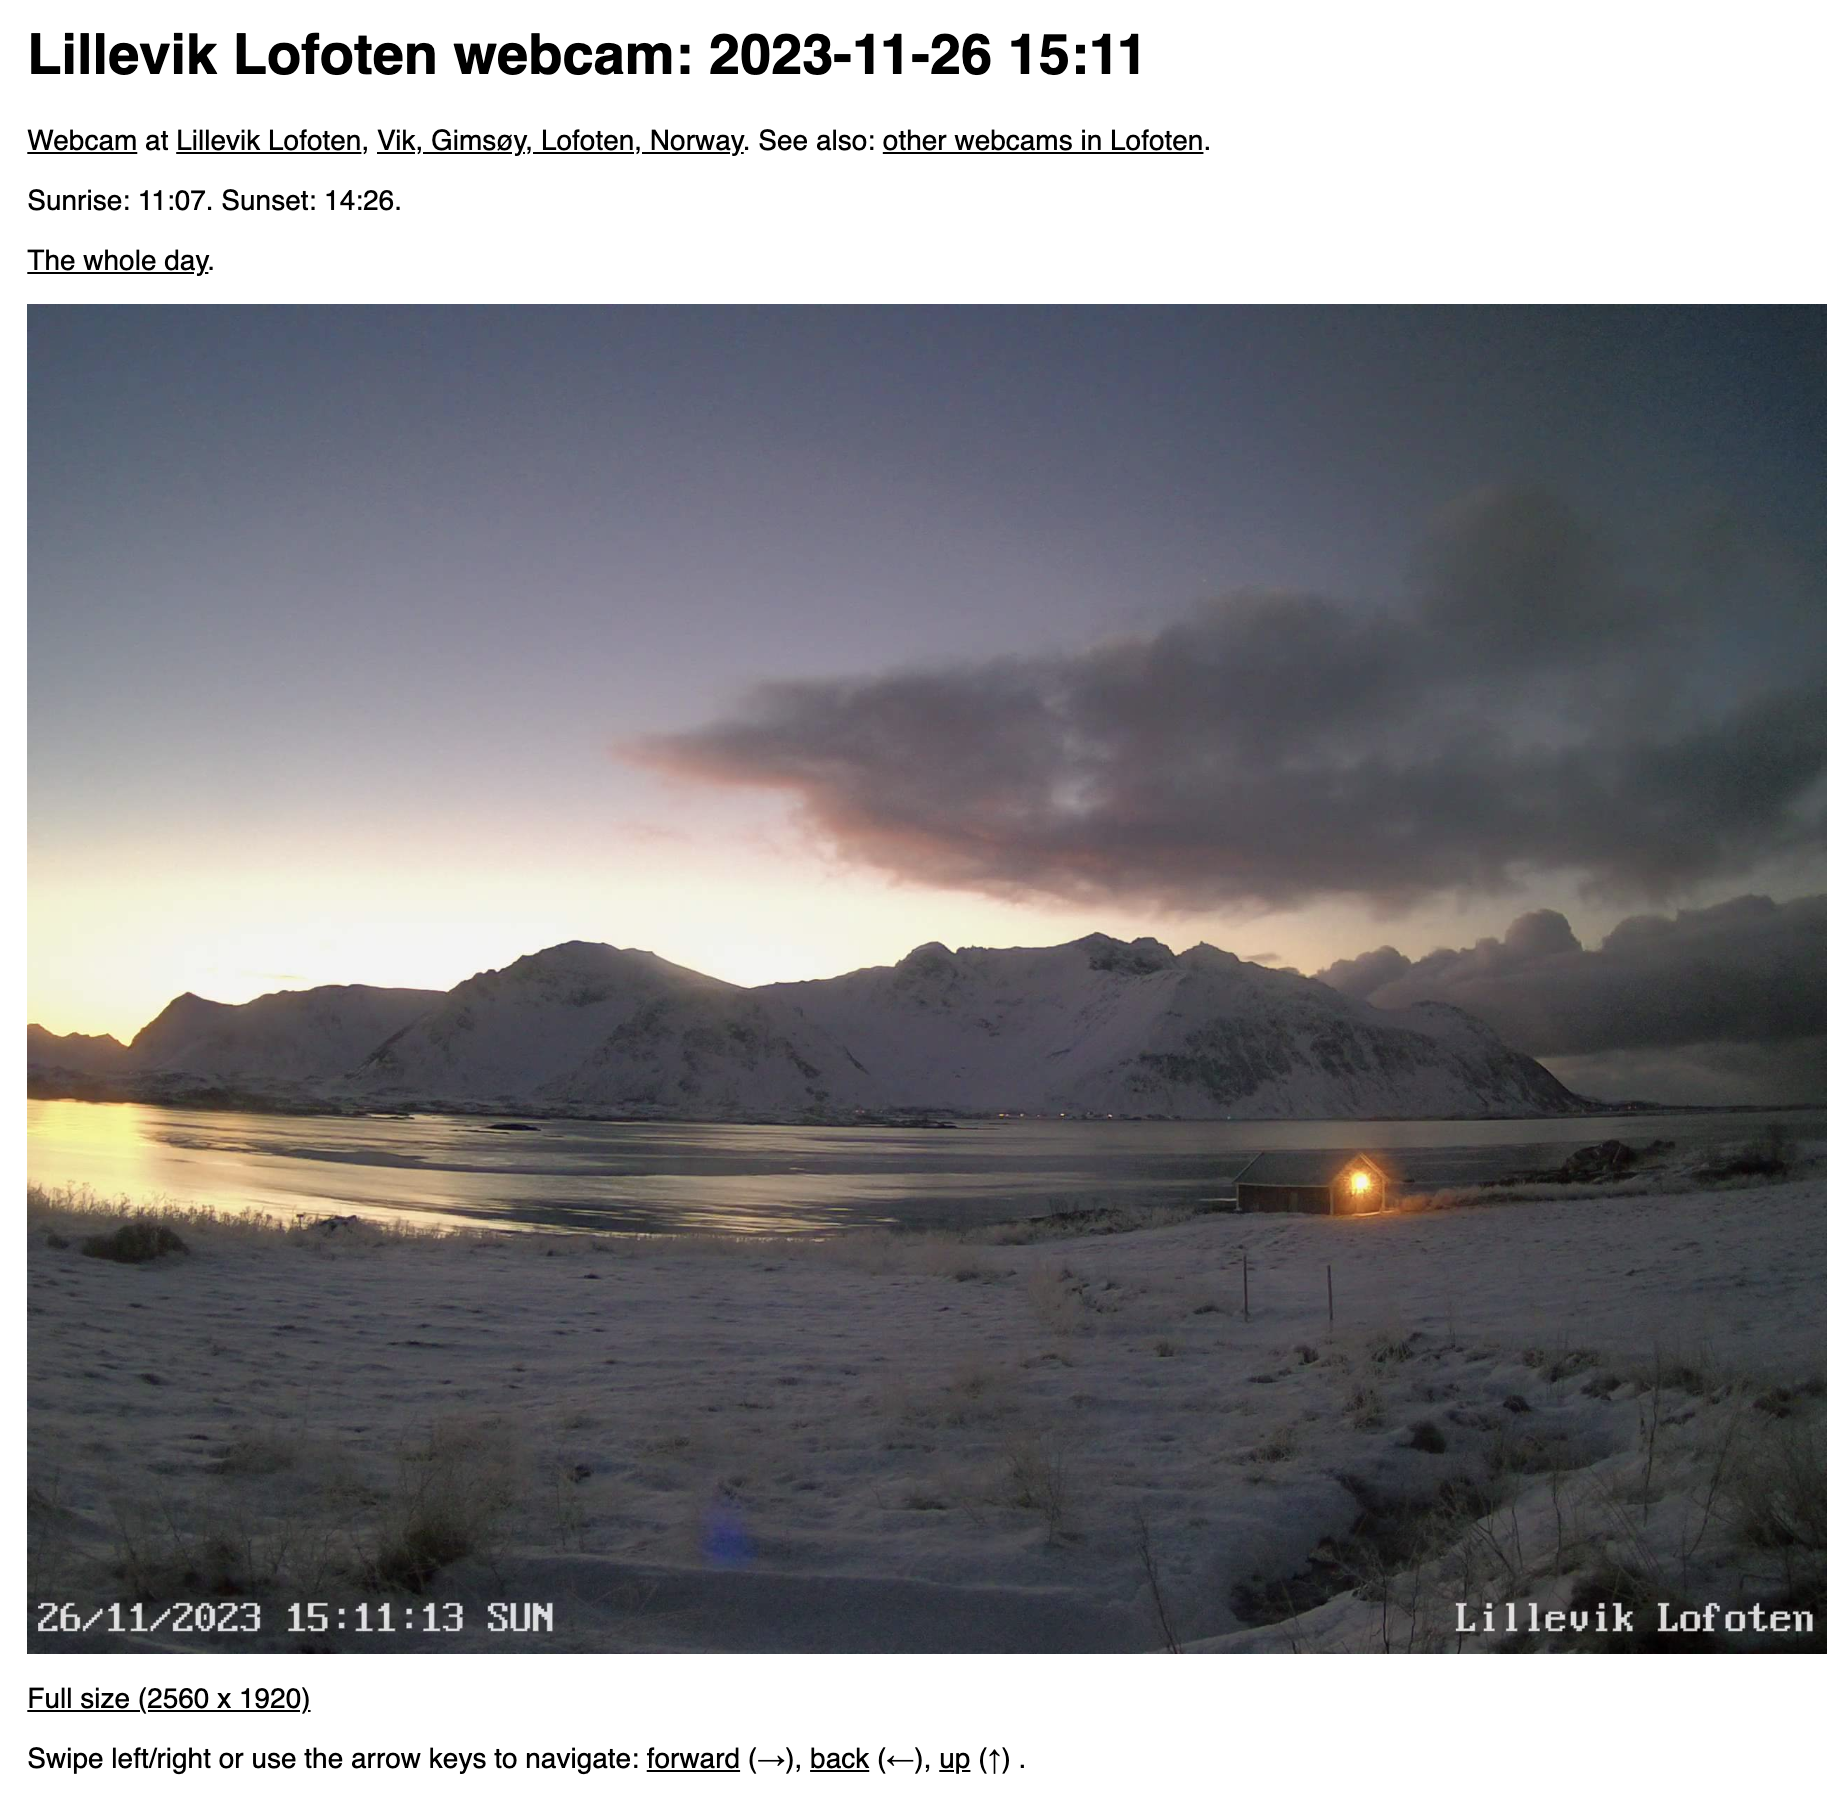 Lillevik Lofoten webcam: 2023-11-26 15:11
Webcam at Lillevik Lofoten, Vik, Gimsøy, Lofoten, Norway. See also: other webcams in Lofoten.
Sunrise: 11:07. Sunset: 14:26.
The whole day.
26/11/2023 15:11:13 SUN
Lillevik Lofoten
Full size (2560 x 1920)
Swipe left/right or use the arrow keys to navigate: forward (→), back (←), up (↑) .